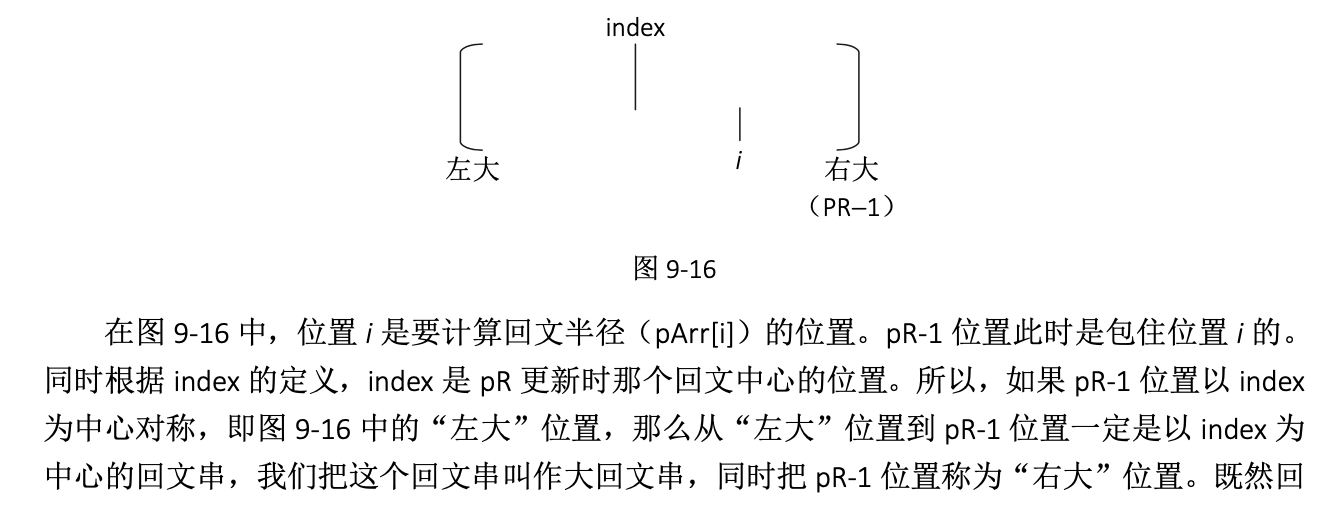 index
左大
i
右大
（PR–1）
图 9-16
在图 9-16 中，位置 i 是要计算回文半径（pArr[i]）的位置。pR-1 位置此时是包住位置 i 的。
同时根据 index 的定义，index 是 pR 更新时那个回文中心的位置。所以，如果 pR-1 位置以 index
为中心对称，即图 9-16 中的“左大”位置，那么从“左大”位置到 pR-1 位置一定是以 index 为
中心的回文串，我们把这个回文串叫作大回文串，同时把 pR-1 位置称为“右大”位置。既然回